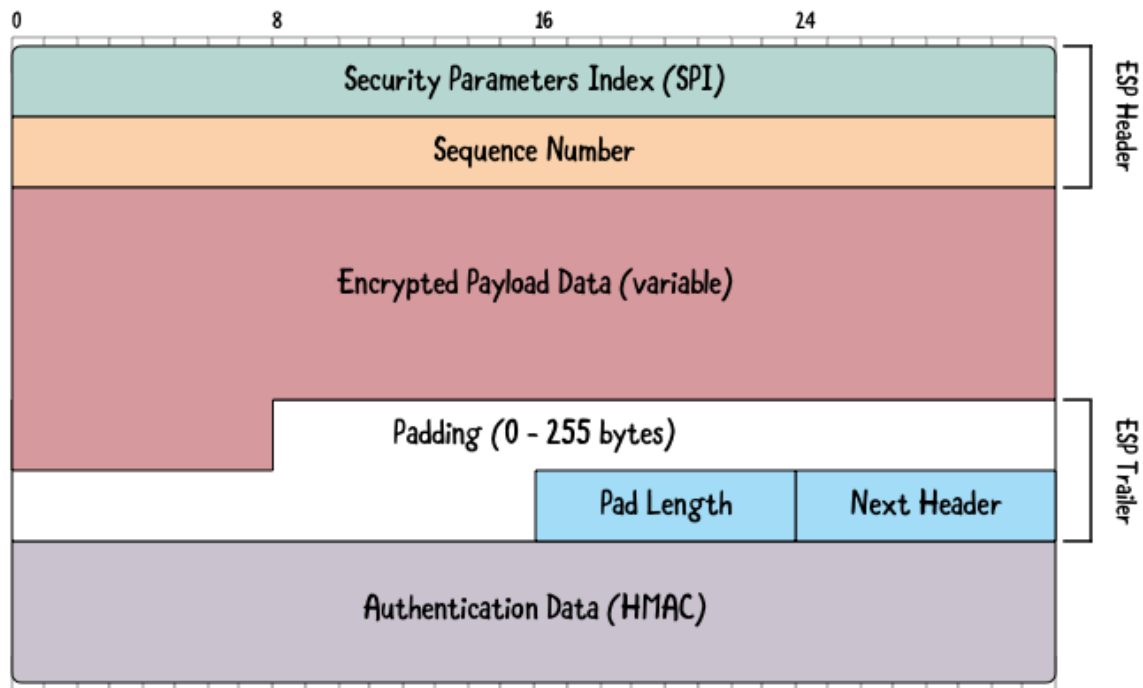 0 8 16 24
Security Parameters Index (SPI)
ESP Header
Sequence Number
Encrypted Payload Data (variable)
Padding (0 - 255 bytes)
ESP Trailer
Pad Length Next Header
Authentication Data (HMAC)